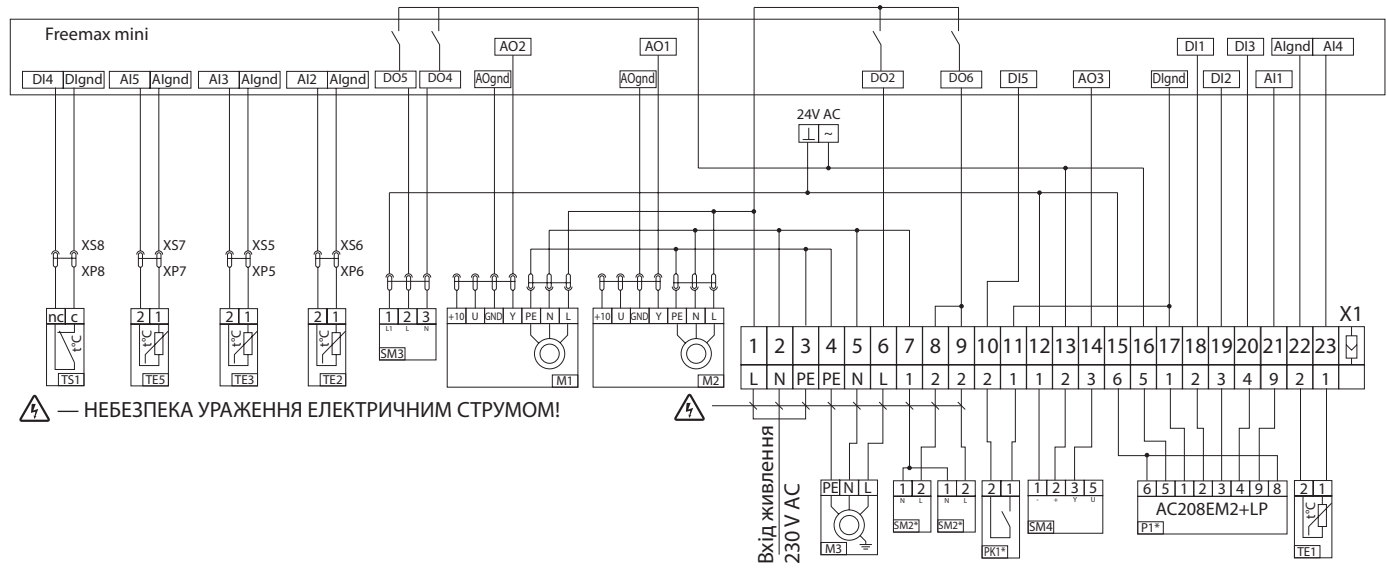 Freemax mini
AO2 AO1 DI1 DI3 AIgnd AI4
DI4 DIgnd AI5 AIgnd AI3 AIgnd AI2 AIgnd DO5 DO4 AOgnd AOgnd DO2 DO6 DI5 AO3 DIgnd DI2 AI1
24V AC
⊥ ~
XS8 XS7 XS5 XS6
XP8 XP7 XP5 XP6
nc c 2 1 2 1 2 1 1 2 3 +10 U GND Y PE N L +10 U GND Y PE N L
L1 L N
t°C t°C t°C t°C
SM3
TS1 TE5 TE3 TE2 M1 M2
X1
1 2 3 4 5 6 7 8 9 10 11 12 13 14 15 16 17 18 19 20 21 22 23
L N PE PE N L 1 2 2 2 1 1 2 3 6 5 1 2 3 4 9 2 1
— НЕБЕЗПЕКА УРАЖЕННЯ ЕЛЕКТРИЧНИМ СТРУМОМ!
Вхід живлення
230 V AC
PE N L 1 2 1 2 2 1 1 2 3 5 6 5 1 2 3 4 9 8 2 1
N L N L - + Y U
AC208EM2+LP
t°C
M3 SM2* SM2* PK1* SM4 P1* TE1